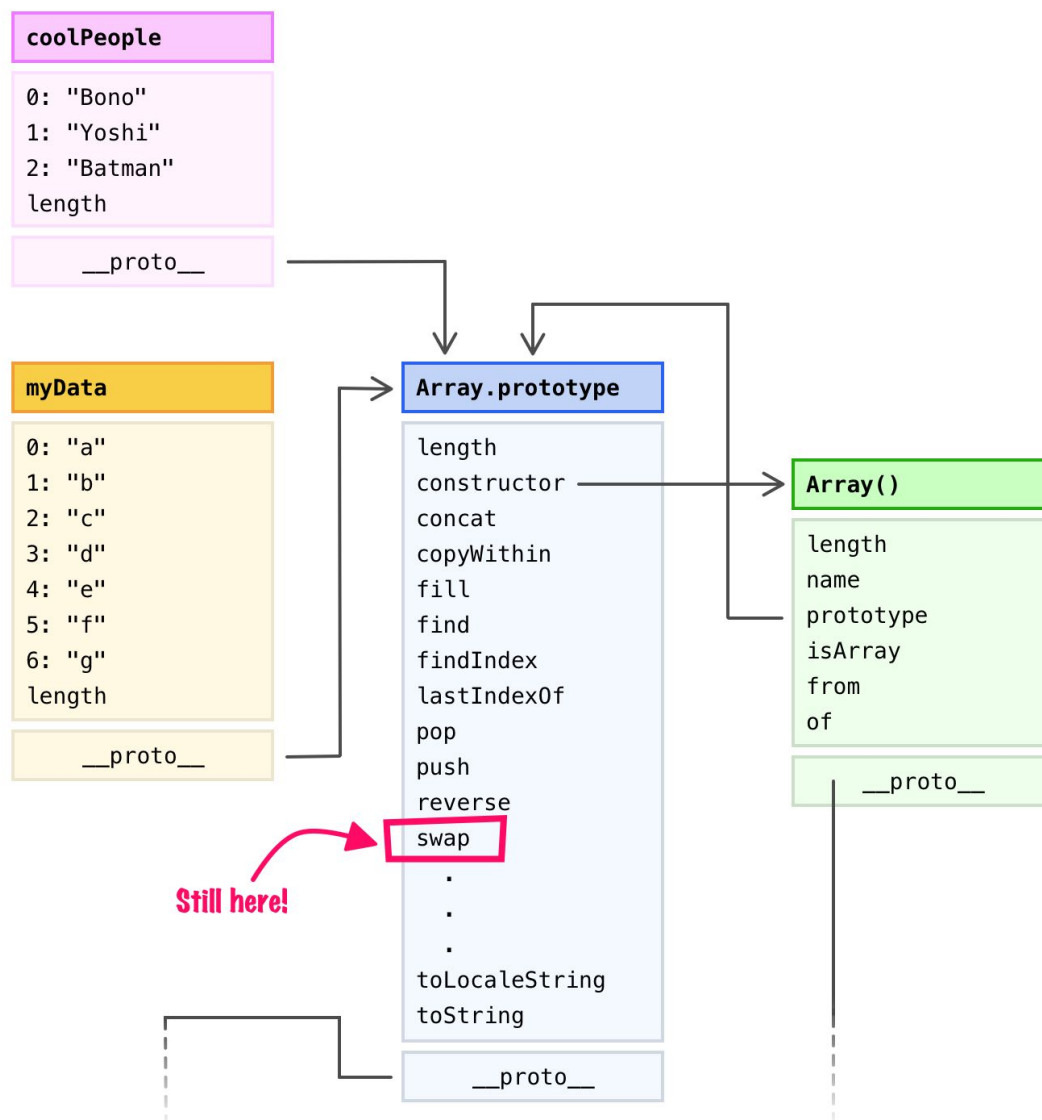 coolPeople
0: "Bono"
1: "Yoshi"
2: "Batman"
length
__proto__
myData
0: "a"
1: "b"
2: "c"
3: "d"
4: "e"
5: "f"
6: "g"
length
__proto__
Array.prototype
length
constructor
concat
copyWithin
fill
find
findIndex
lastIndexOf
pop
push
reverse
swap
.
.
.
toLocaleString
toString
__proto__
Still here!
Array()
length
name
prototype
isArray
from
of
__proto__